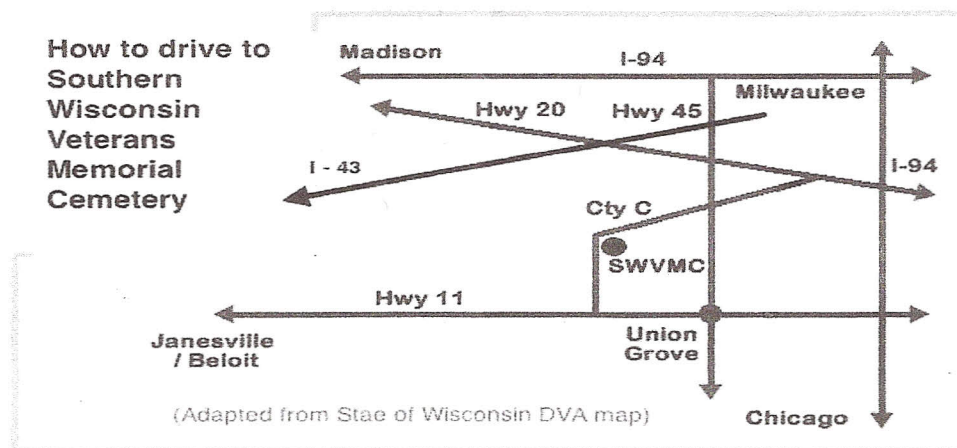 How to drive to
Southern
Wisconsin
Veterans
Memorial
Cemetery
Madison
I-94
Milwaukee
Hwy 20
Hwy 45
I - 43
I-94
Cty C
SWVMC
Hwy 11
Janesville
/ Beloit
Union
Grove
(Adapted from Stae of Wisconsin DVA map)
Chicago